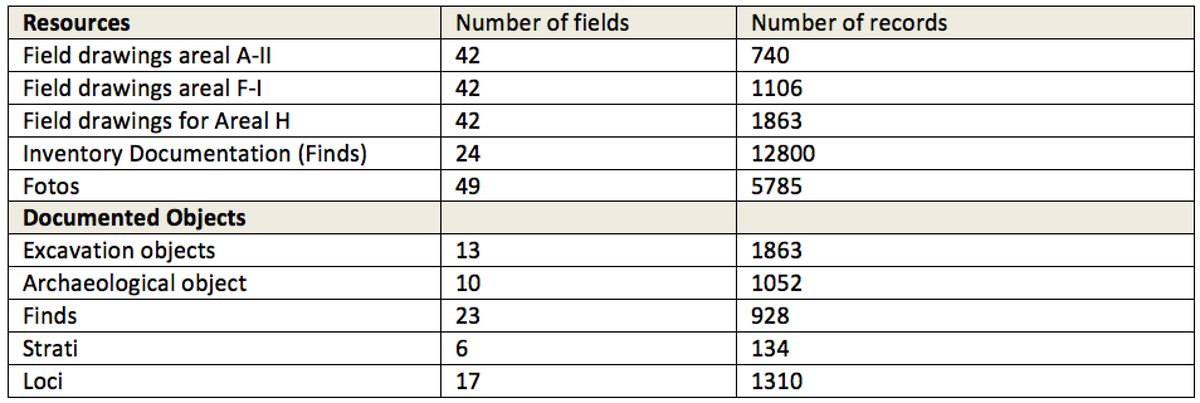 Resources Number of fields Number of records
Field drawings areal A-II 42 740
Field drawings areal F-I 42 1106
Field drawings for Areal H 42 1863
Inventory Documentation (Finds) 24 12800
Fotos 49 5785
Documented Objects
Excavation objects 13 1863
Archaeological object 10 1052
Finds 23 928
Strati 6 134
Loci 17 1310